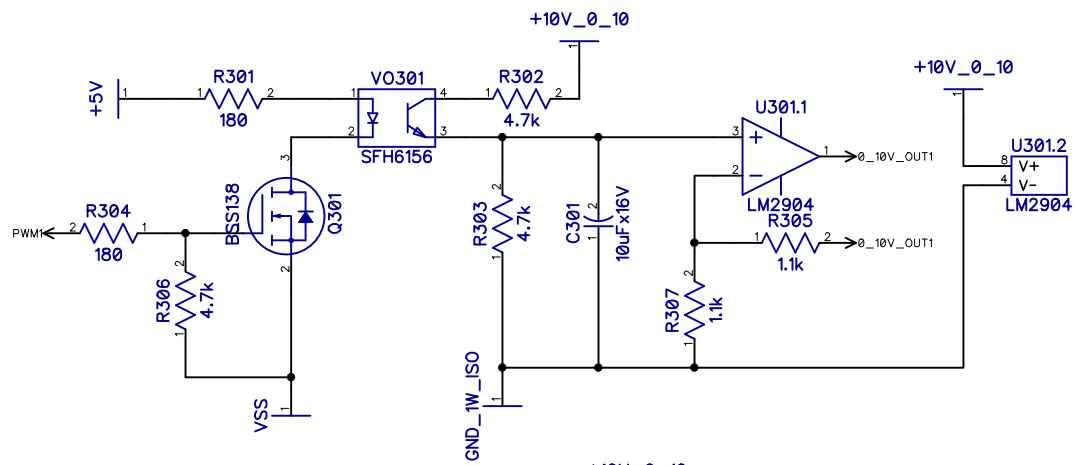 +10V_0_10
+5V
1
1
R301
2
180
1
VO301
4
2
3
SFH6156
1
R302
2
4.7k
1
+10V_0_10
1
U301.1
3
+
2
−
1
0_10V_OUT1
LM2904
U301.2
8
V+
4
V-
LM2904
PWM1
2
R304
1
180
3
BSS138
Q301
2
2
R306
4.7k
1
VSS
1
2
R303
4.7k
1
2
C301
10uFx16V
1
1
R305
2
0_10V_OUT1
1.1k
2
R307
1.1k
1
GND_1W_ISO
1